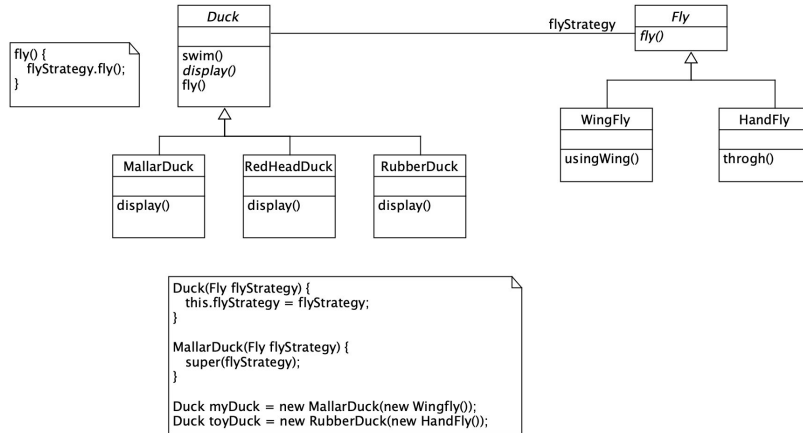 Duck
swim()
display()
fly()
flyStrategy
Fly
fly()
fly() {
flyStrategy.fly();
}
WingFly
usingWing()
HandFly
throgh()
MallarDuck
display()
RedHeadDuck
display()
RubberDuck
display()
Duck(Fly flyStrategy) {
this.flyStrategy = flyStrategy;
}
MallarDuck(Fly flyStrategy) {
super(flyStrategy);
}
Duck myDuck = new MallarDuck(new Wingfly());
Duck toyDuck = new RubberDuck(new HandFly());